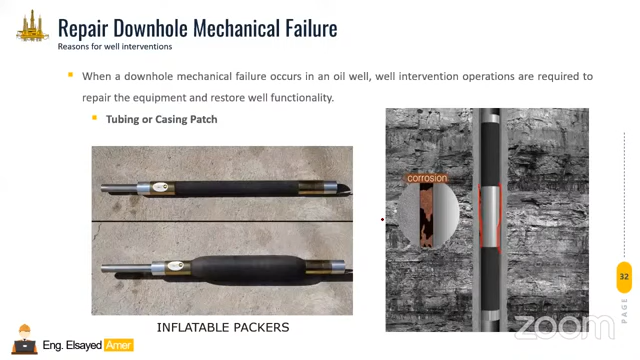 Repair Downhole Mechanical Failure
Reasons for well interventions
When a downhole mechanical failure occurs in an oil well, well intervention operations are required to
repair the equipment and restore well functionality.
Tubing or Casing Patch
corrosion
INFLATABLE PACKERS
32
PAGE
Eng. Elsayed Amer
zoom